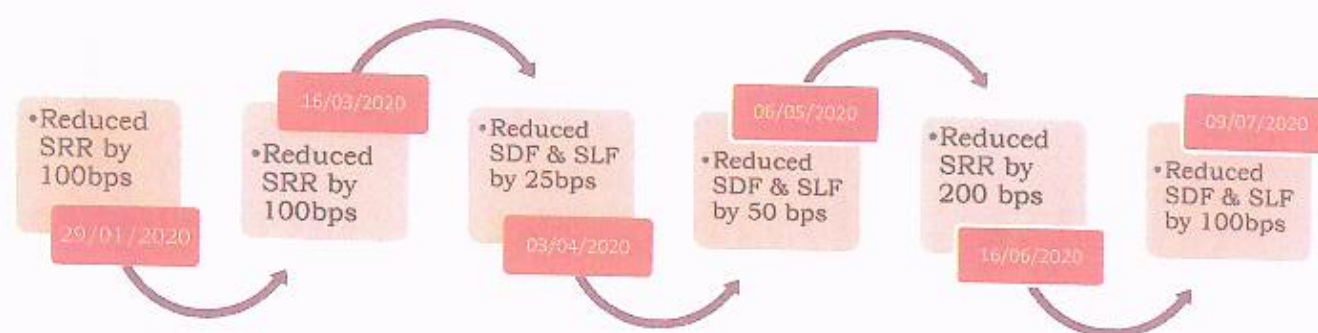 •Reduced
SRR by
100bps
29/01/2020
16/03/2020
•Reduced
SRR by
100bps
•Reduced
SDF & SLF
by 25bps
03/04/2020
06/05/2020
•Reduced
SDF & SLF
by 50 bps
•Reduced
SRR by
200 bps
16/06/2020
09/07/2020
•Reduced
SDF & SLF
by 100bps